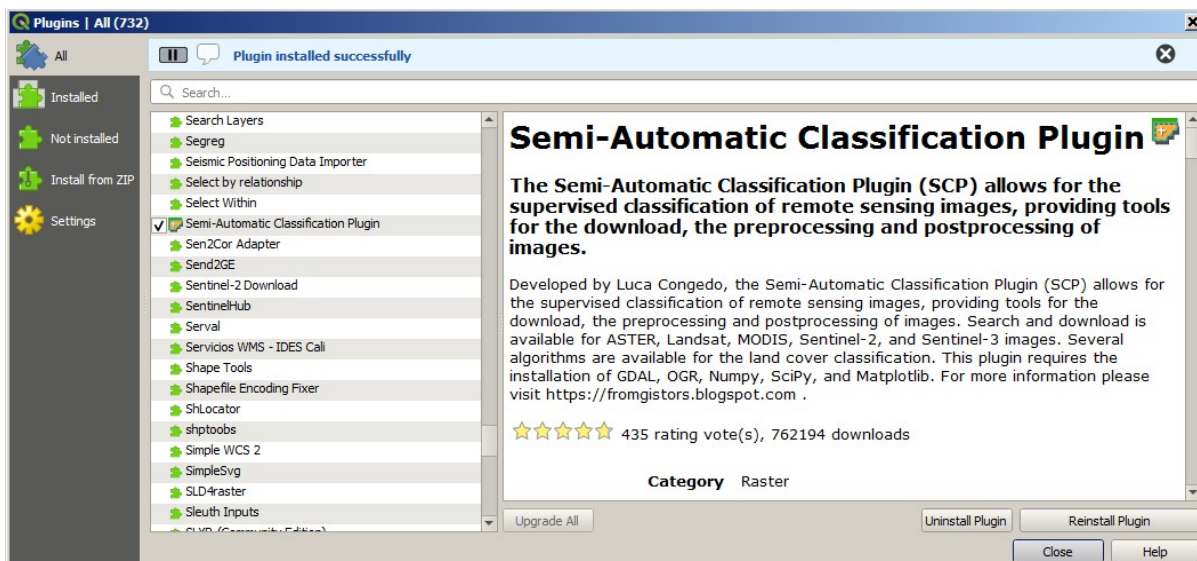 Plugins | All (732)
All
Plugin installed successfully
Installed
Not installed
Install from ZIP
Settings
Search...
Search Layers
Segreg
Seismic Positioning Data Importer
Select by relationship
Select Within
Semi-Automatic Classification Plugin
Sen2Cor Adapter
Send2GE
Sentinel-2 Download
SentinelHub
Serval
Servicios WMS - IDES Cali
Shape Tools
Shapefile Encoding Fixer
ShLocator
shptoobs
Simple WCS 2
SimpleSvg
SLD4raster
Sleuth Inputs
Semi-Automatic Classification Plugin
The Semi-Automatic Classification Plugin (SCP) allows for the
supervised classification of remote sensing images, providing tools
for the download, the preprocessing and postprocessing of
images.
Developed by Luca Congedo, the Semi-Automatic Classification Plugin (SCP) allows for
the supervised classification of remote sensing images, providing tools for the
download, the preprocessing and postprocessing of images. Search and download is
available for ASTER, Landsat, MODIS, Sentinel-2, and Sentinel-3 images. Several
algorithms are available for the land cover classification. This plugin requires the
installation of GDAL, OGR, Numpy, SciPy, and Matplotlib. For more information please
visit https://fromgistors.blogspot.com .
435 rating vote(s), 762194 downloads
Category Raster
Upgrade All
Uninstall Plugin
Reinstall Plugin
Close
Help